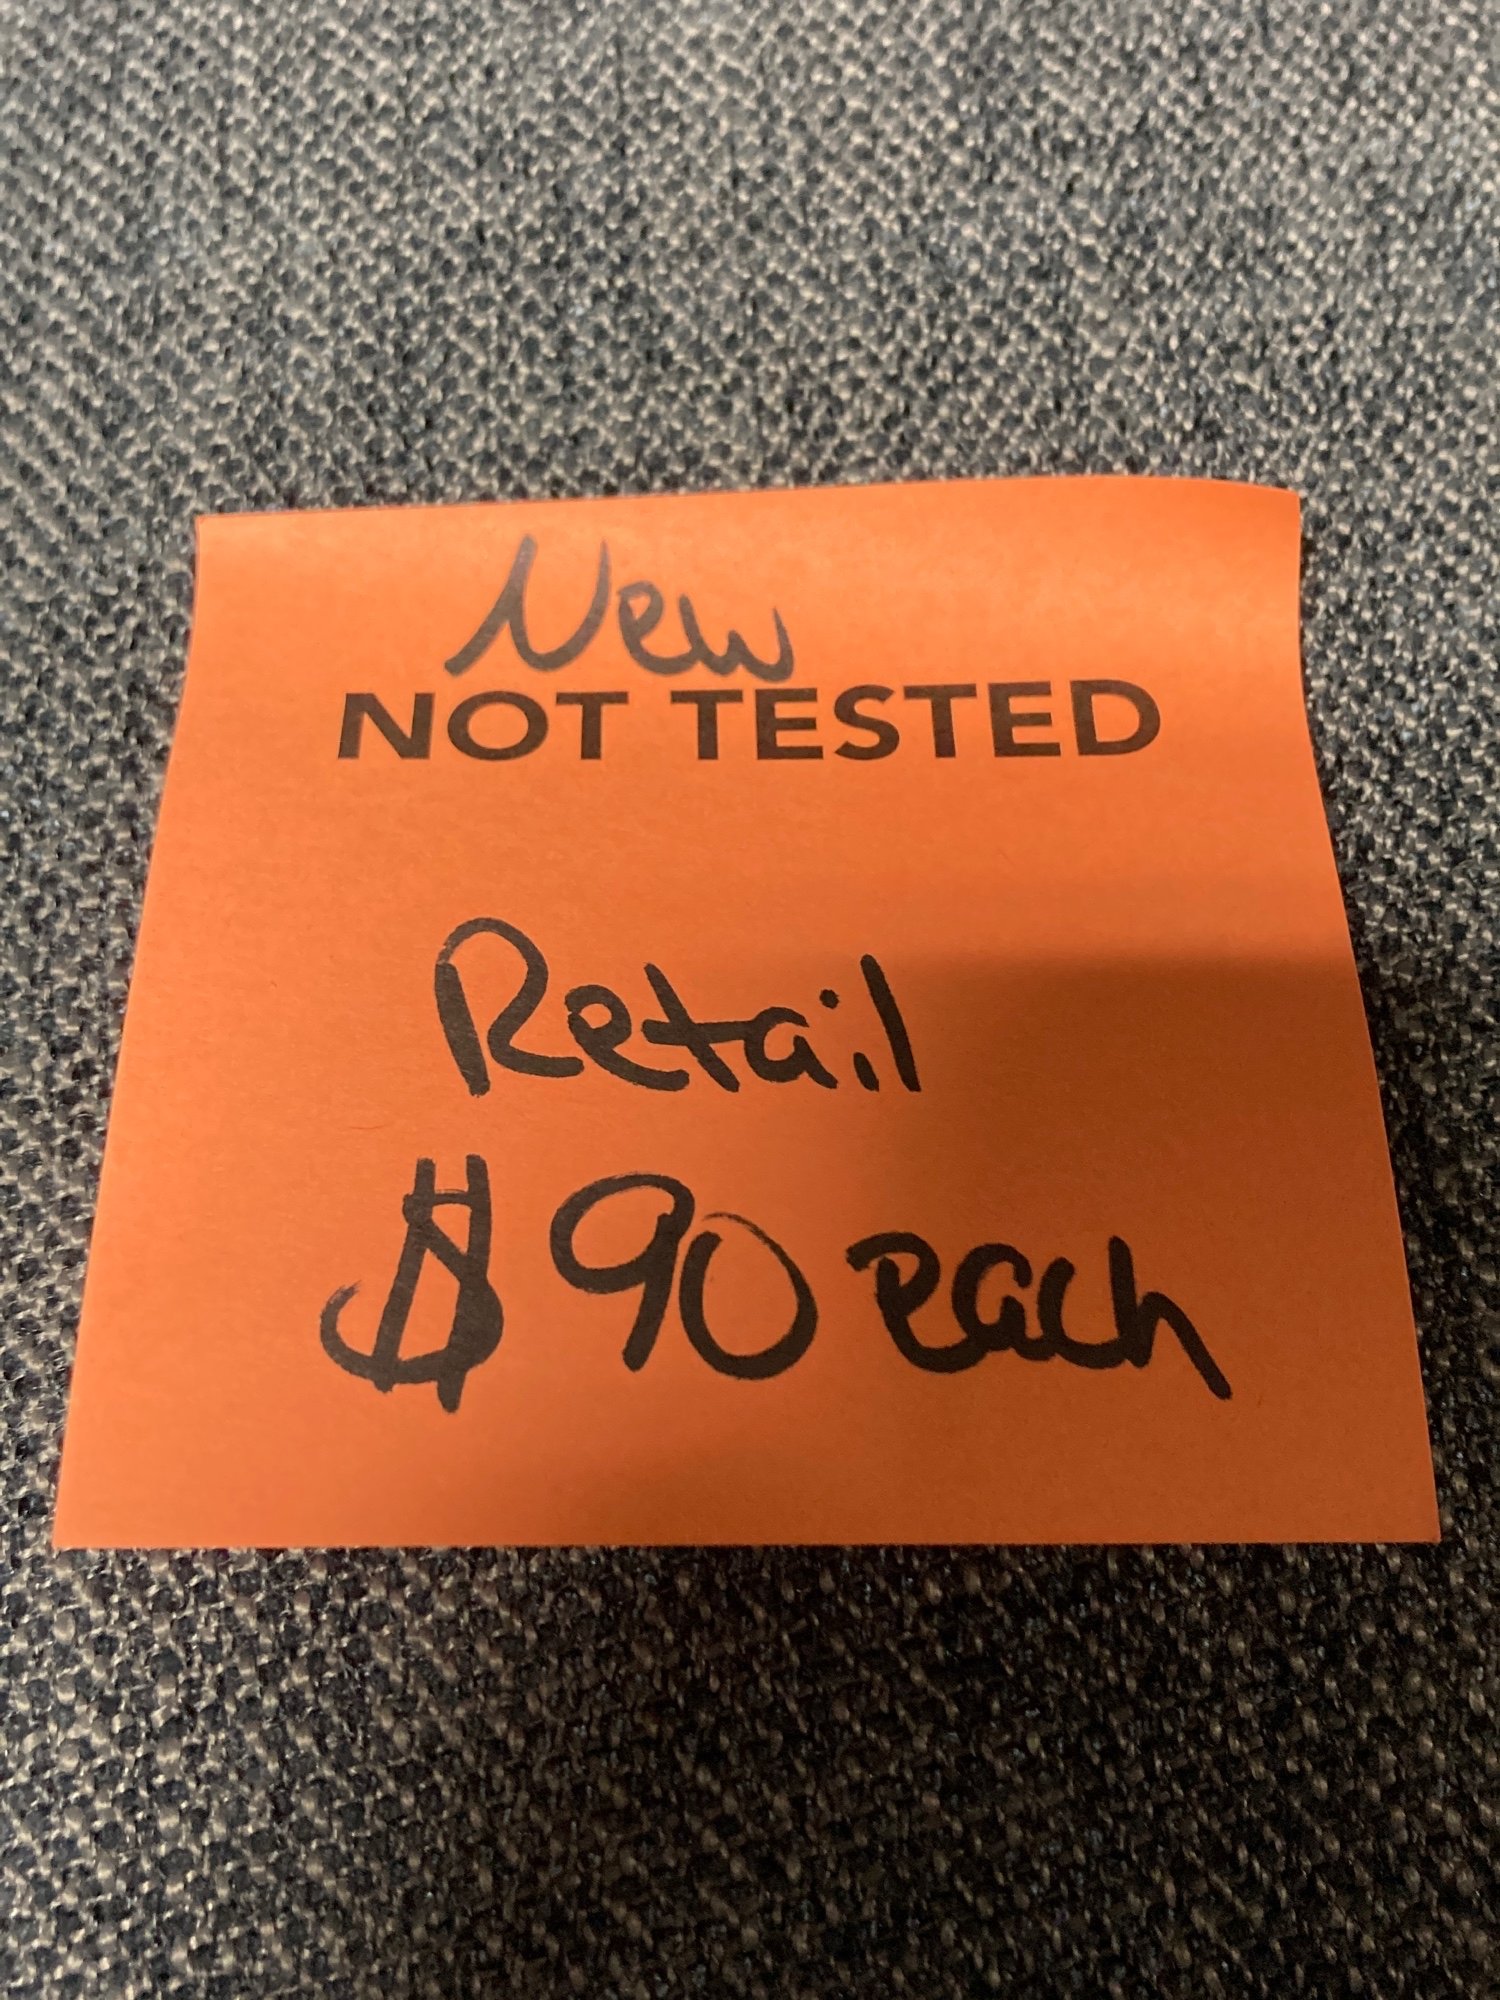 New
NOT TESTED
Retail
$90 each